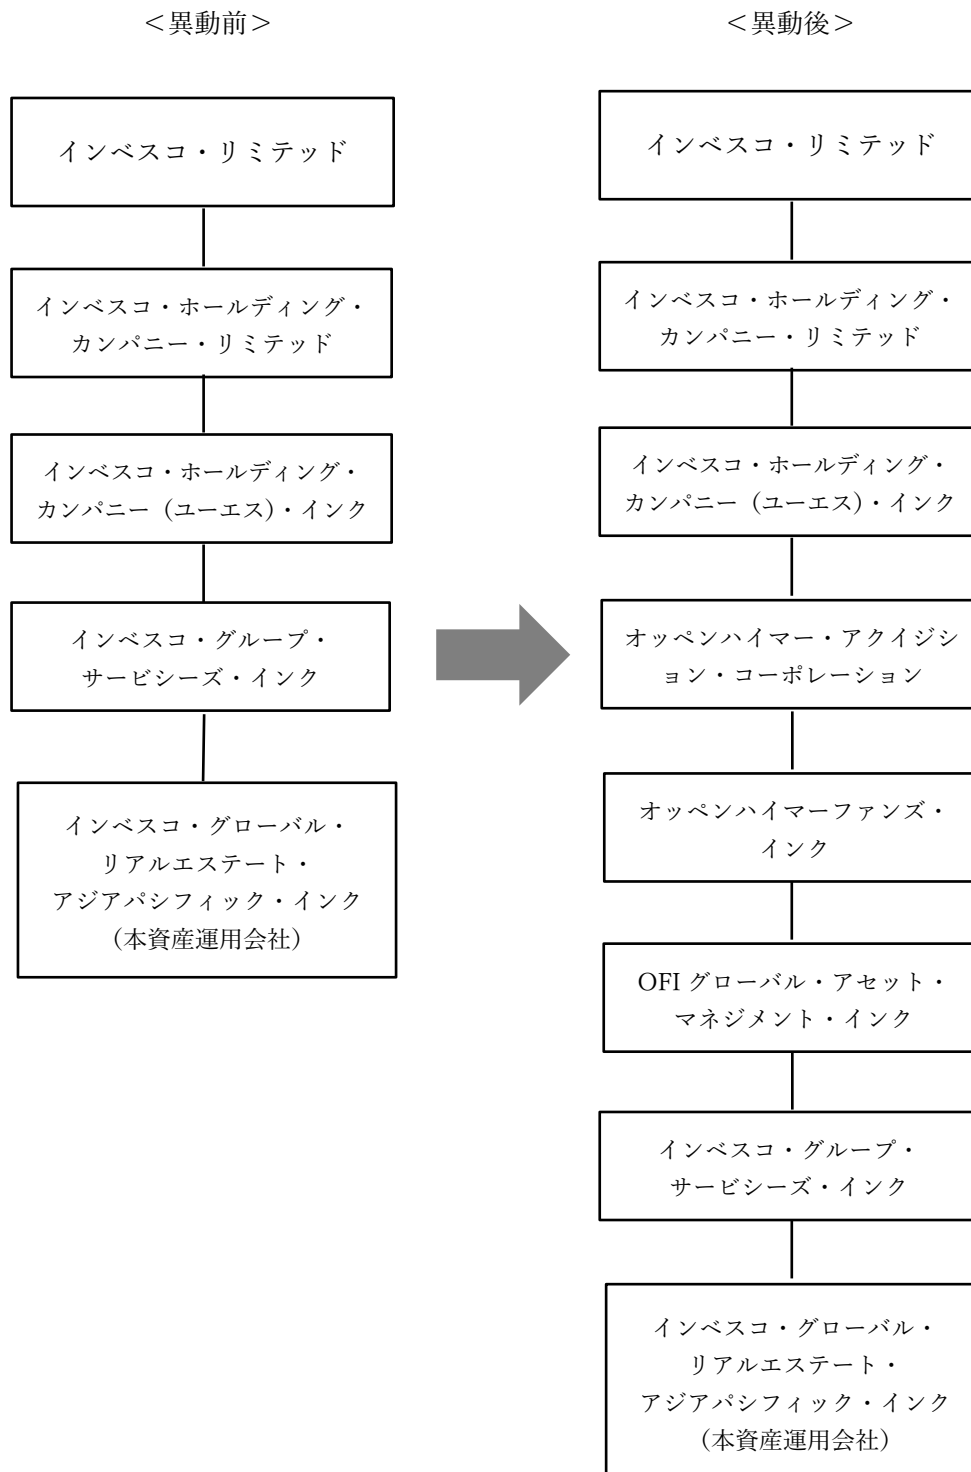 ＜異動前＞
インベスコ・リミテッド
インベスコ・ホールディング・
カンパニー・リミテッド
インベスコ・ホールディング・
カンパニー（ユーエス）・インク
インベスコ・グループ・
サービシーズ・インク
インベスコ・グローバル・
リアルエステート・
アジアパシフィック・インク
（本資産運用会社）
＜異動後＞
インベスコ・リミテッド
インベスコ・ホールディング・
カンパニー・リミテッド
インベスコ・ホールディング・
カンパニー（ユーエス）・インク
オッペンハイマー・アクイジシ
ョン・コーポレーション
オッペンハイマーファンズ・
インク
OFI グローバル・アセット・
マネジメント・インク
インベスコ・グループ・
サービシーズ・インク
インベスコ・グローバル・
リアルエステート・
アジアパシフィック・インク
（本資産運用会社）